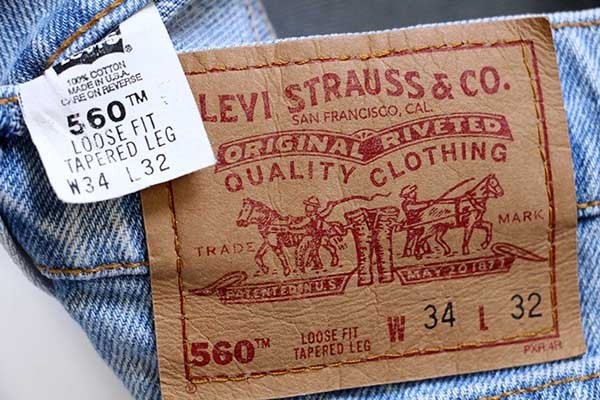 Levi's
100% COTTON
MADE IN U.S.A.
CARE ON REVERSE
560™
LOOSE FIT
TAPERED LEG
W34 L32
LEVI STRAUSS & CO.
SAN FRANCISCO, CAL.
ORIGINAL RIVETED
QUALITY CLOTHING
TRADE MARK
PATENTED IN U.S. MAY 20 1873
560™ LOOSE FIT W 34 L 32
TAPERED LEG
PXR.4R